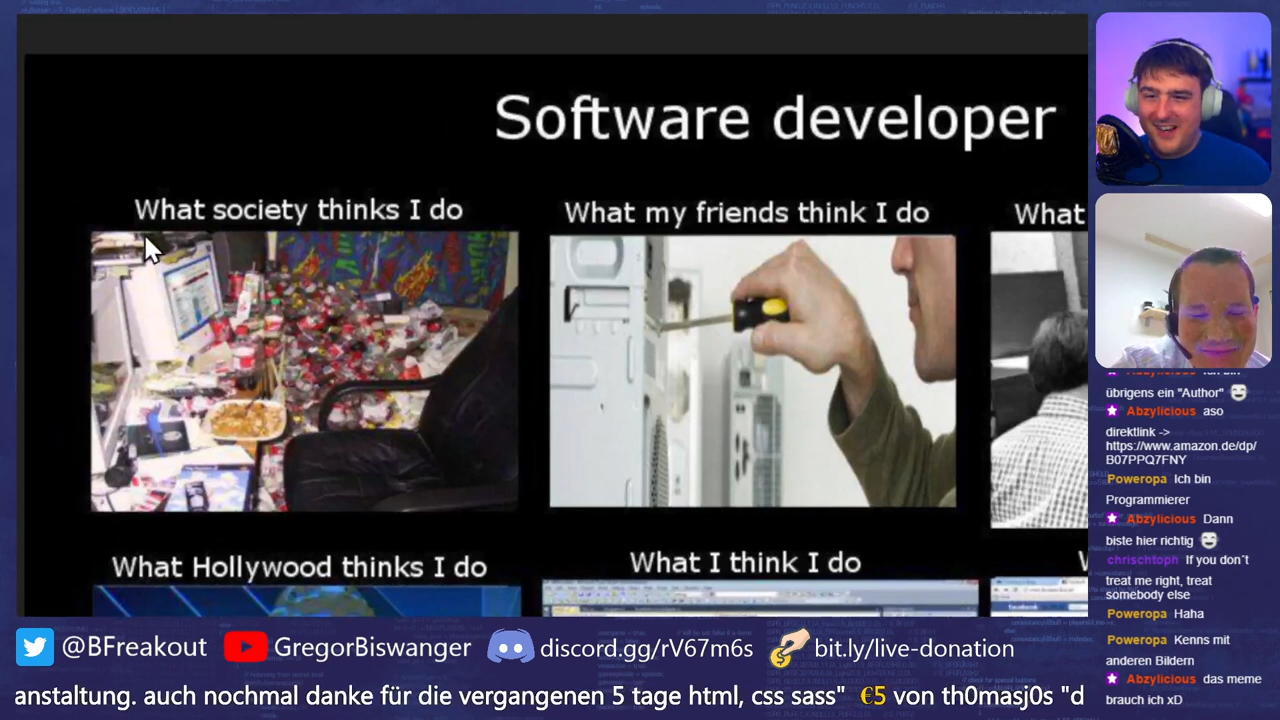 Software developer
What society thinks I do
What my friends think I do
What
What Hollywood thinks I do
What I think I do
übrigens ein "Author"
Abzylicious aso
direktlink ->
https://www.amazon.de/dp/
B07PPQ7FNY
Poweropa Ich bin
Programmierer
Abzylicious Dann
biste hier richtig
chrischtoph If you don´t
treat me right, treat
somebody else
Poweropa Haha
Poweropa Kenns mit
anderen Bildern
Abzylicious das meme
brauch ich xD
@BFreakout
GregorBiswanger
discord.gg/rV67m6s
bit.ly/live-donation
anstaltung. auch nochmal danke für die vergangenen 5 tage html, css sass" €5 von th0masj0s "d